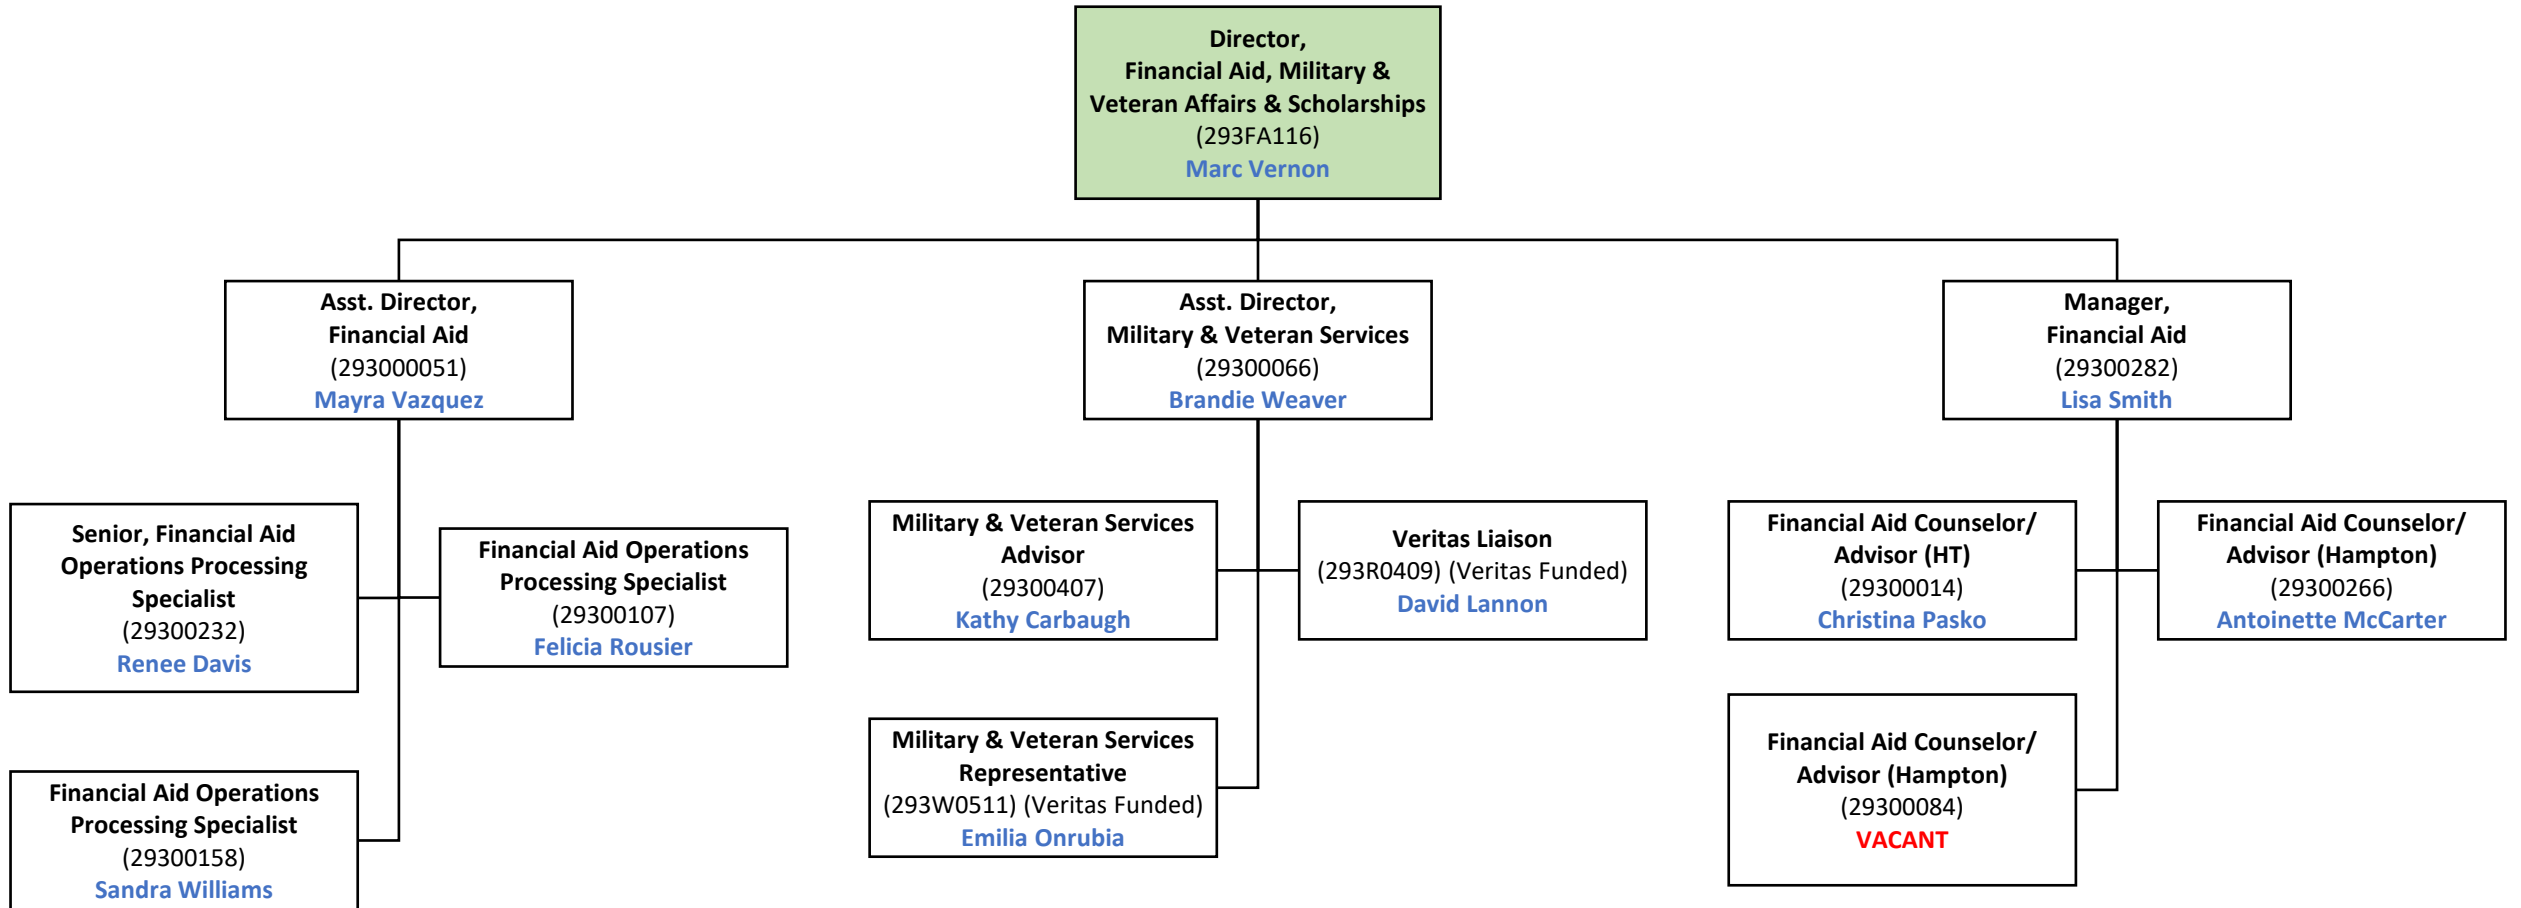 Director,
Financial Aid, Military &
Veteran Affairs & Scholarships
(293FA116)
Marc Vernon
Asst. Director,
Financial Aid
(293000051)
Mayra Vazquez
Asst. Director,
Military & Veteran Services
(29300066)
Brandie Weaver
Manager,
Financial Aid
(29300282)
Lisa Smith
Senior, Financial Aid
Operations Processing
Specialist
(29300232)
Renee Davis
Financial Aid Operations
Processing Specialist
(29300107)
Felicia Rousier
Military & Veteran Services
Advisor
(29300407)
Kathy Carbaugh
Veritas Liaison
(293R0409) (Veritas Funded)
David Lannon
Financial Aid Counselor/
Advisor (HT)
(29300014)
Christina Pasko
Financial Aid Counselor/
Advisor (Hampton)
(29300266)
Antoinette McCarter
Financial Aid Operations
Processing Specialist
(29300158)
Sandra Williams
Military & Veteran Services
Representative
(293W0511) (Veritas Funded)
Emilia Onrubia
Financial Aid Counselor/
Advisor (Hampton)
(29300084)
VACANT